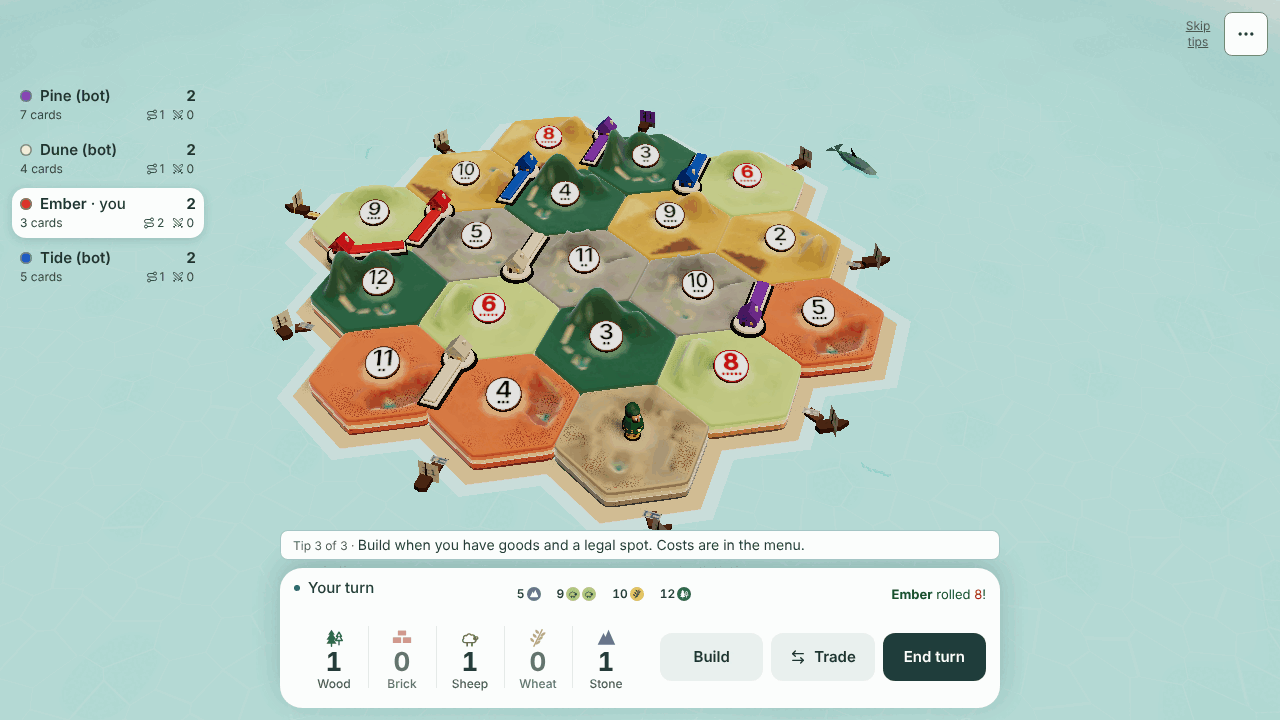 Skip
tips
Pine (bot) 2
7 cards 1 0
Dune (bot) 2
4 cards 1 0
Ember · you 2
3 cards 2 0
Tide (bot) 2
5 cards 1 0
8
3
10
6
4
9
9
5
2
11
12
10
6
5
3
11
8
4
Tip 3 of 3 · Build when you have goods and a legal spot. Costs are in the menu.
Your turn
5 9 10 12
Ember rolled 8!
1 0 1 0 1
Wood Brick Sheep Wheat Stone
Build
Trade
End turn